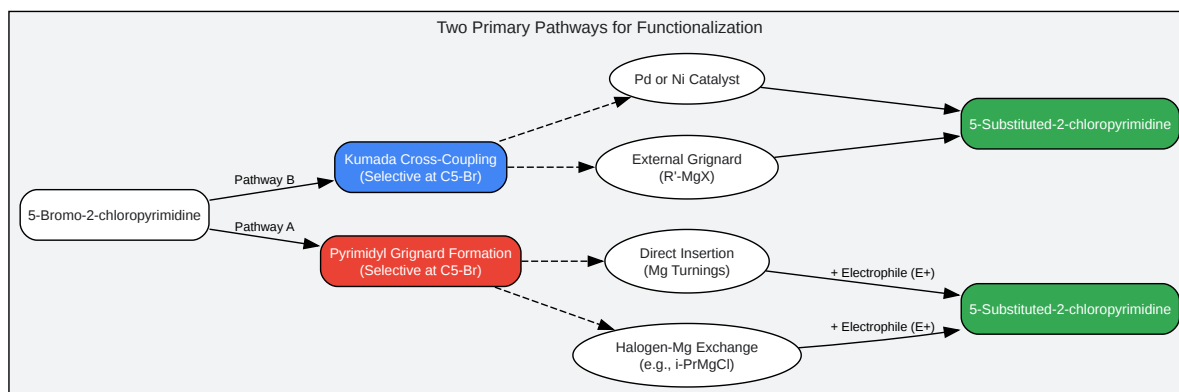 Two Primary Pathways for Functionalization
Pd or Ni Catalyst
5-Substituted-2-chloropyrimidine
Kumada Cross-Coupling
(Selective at C5-Br)
External Grignard
(R'-MgX)
Pathway B
5-Bromo-2-chloropyrimidine
Pathway A
Pyrimidyl Grignard Formation
(Selective at C5-Br)
Direct Insertion
(Mg Turnings)
+ Electrophile (E+)
5-Substituted-2-chloropyrimidine
+ Electrophile (E+)
Halogen-Mg Exchange
(e.g., i-PrMgCl)